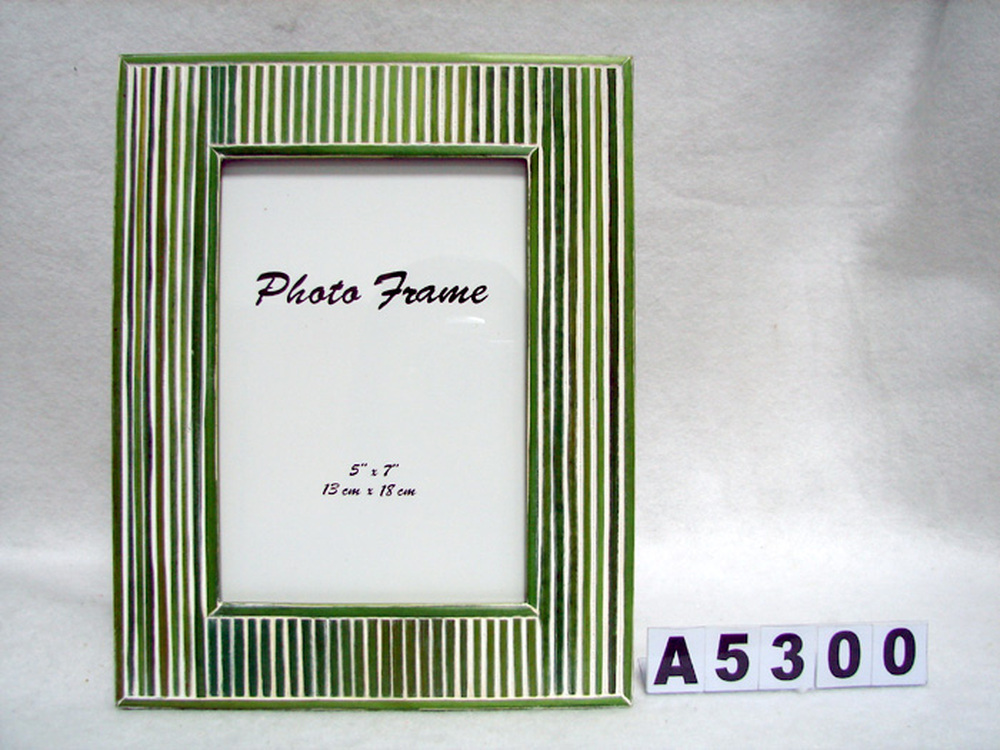 Photo Frame
5" x 7"
13 cm x 18 cm
A5300